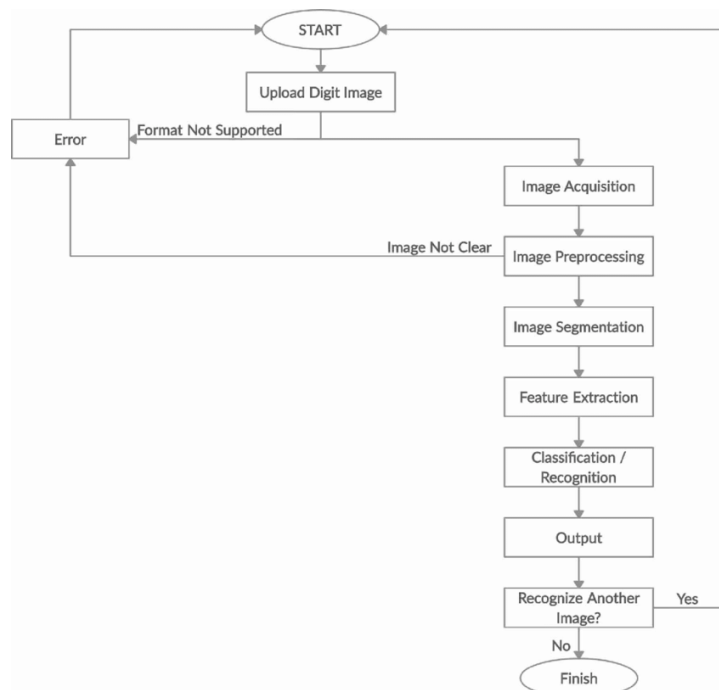 START
Upload Digit Image
Error
Format Not Supported
Image Acquisition
Image Not Clear
Image Preprocessing
Image Segmentation
Feature Extraction
Classification /
Recognition
Output
Recognize Another
Image?
Yes
No
Finish